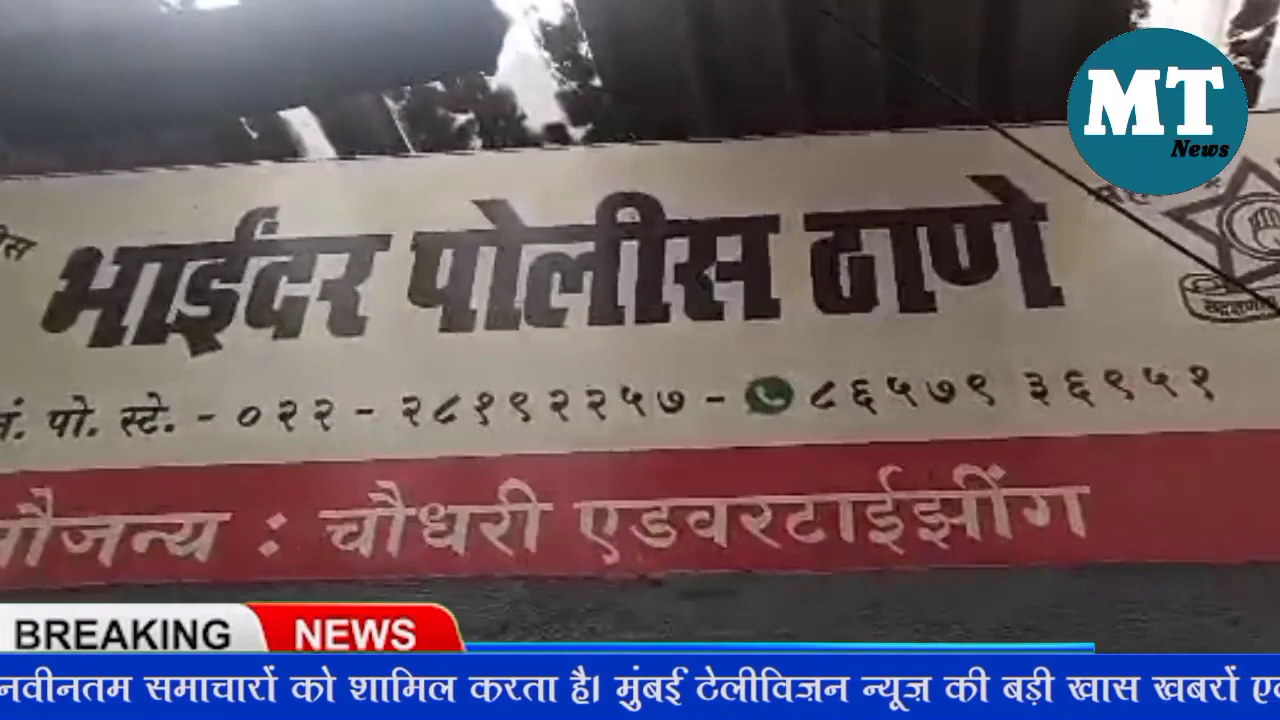 MT
News
भाईंदर पोलीस ठाणे
पो. स्टे. - ०२२ - २८१९२२५७ - ८६५७९ ३६९५१
सौजन्य : चौधरी एडवरटाईझींग
BREAKING NEWS
नवीनतम समाचारों को शामिल करता है। मुंबई टेलीविज़न न्यूज़ की बड़ी खास खबरों